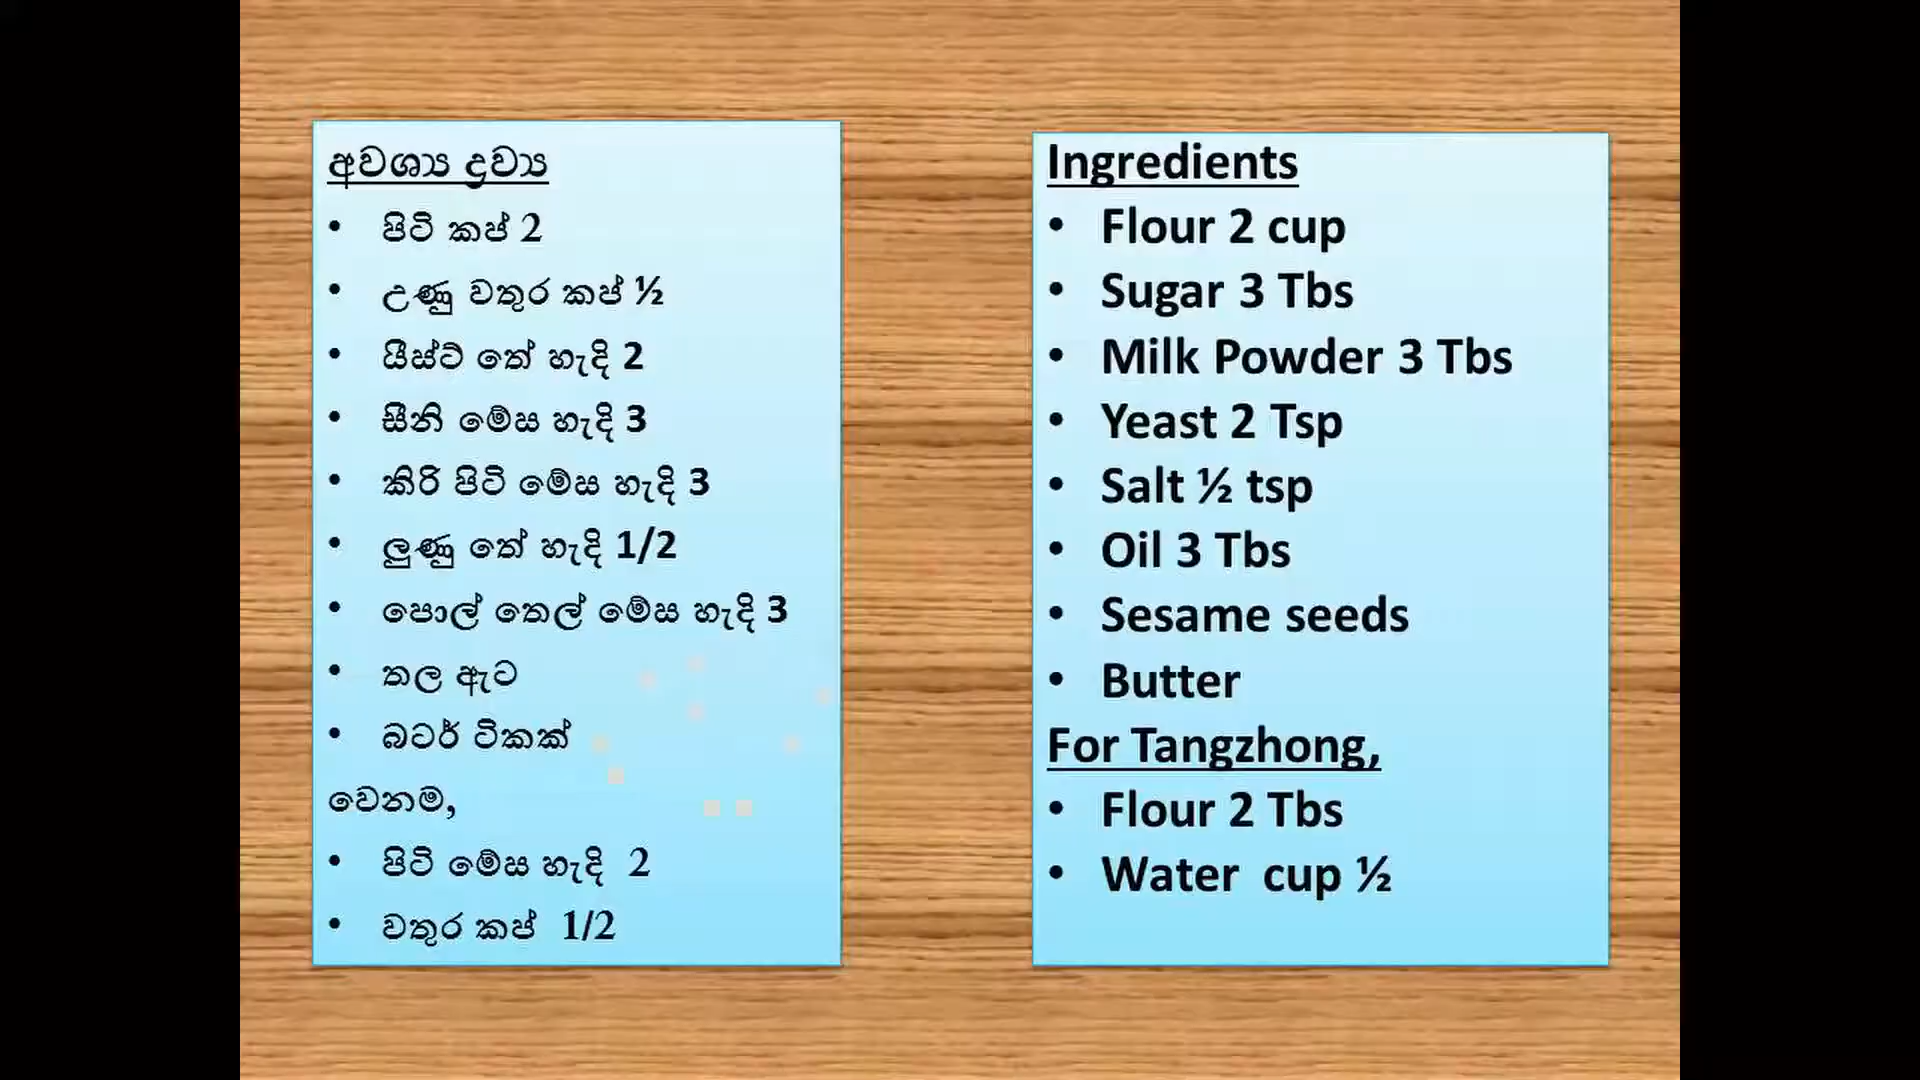 අවශ්‍ය ද්‍රව්‍ය
• පිටි කප් 2
• උණු වතුර කප් ½
• යීස්ට් තේ හැදි 2
• සීනි මේස හැදි 3
• කිරි පිටි මේස හැදි 3
• ලුණු තේ හැදි 1/2
• පොල් තෙල් මේස හැදි 3
• තල ඇට
• බටර් ටිකක්
වෙනම,
• පිටි මේස හැදි 2
• වතුර කප් 1/2
Ingredients
• Flour 2 cup
• Sugar 3 Tbs
• Milk Powder 3 Tbs
• Yeast 2 Tsp
• Salt ½ tsp
• Oil 3 Tbs
• Sesame seeds
• Butter
For Tangzhong,
• Flour 2 Tbs
• Water cup ½